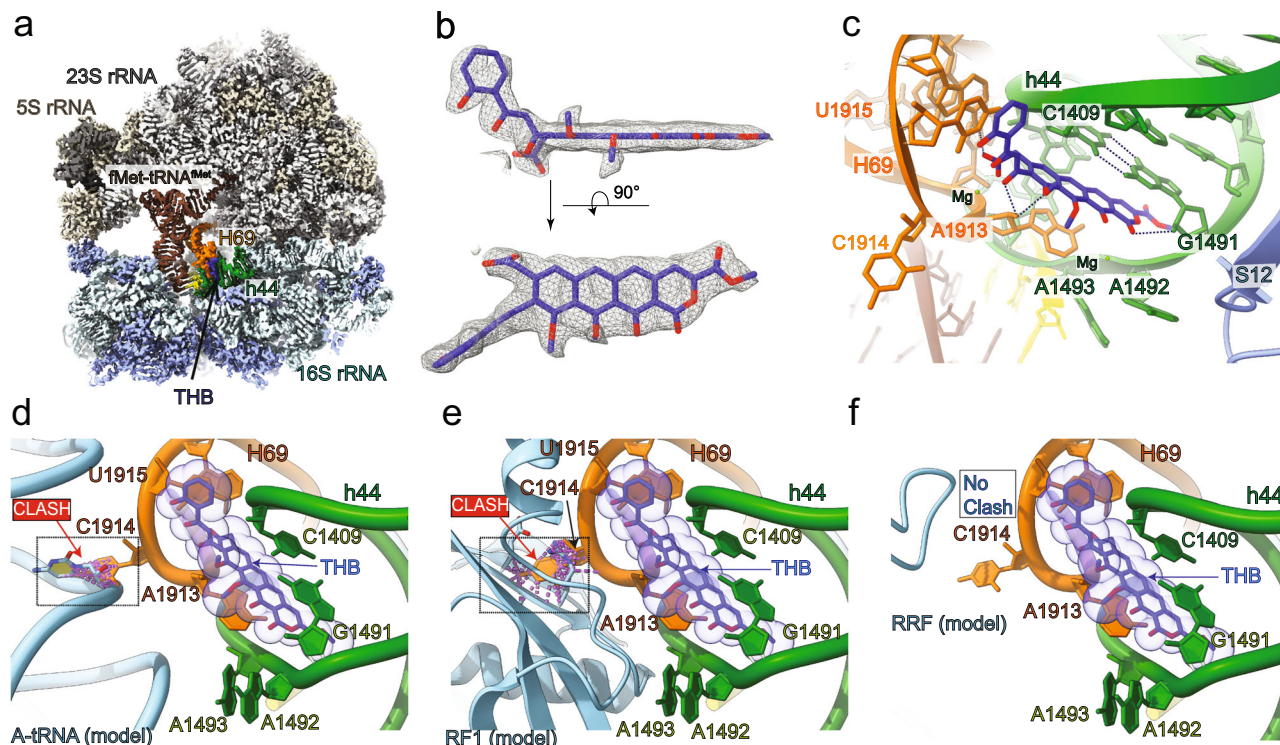 a
23S rRNA
5S rRNA
fMet-tRNAfMet
H69
h44
16S rRNA
THB
b
90°
c
h44
U1915
C1409
H69
Mg
A1913
C1914
G1491
Mg
A1493 A1492
S12
d
H69
U1915
h44
CLASH
C1914
C1409
THB
A1913
G1491
A1493 A1492
A-tRNA (model)
e
U1915
H69
C1914
h44
CLASH
C1409
THB
A1913
G1491
A1493 A1492
RF1 (model)
f
H69
No
Clash
h44
C1914
C1409
THB
A1913
RRF (model)
G1491
A1493
A1492